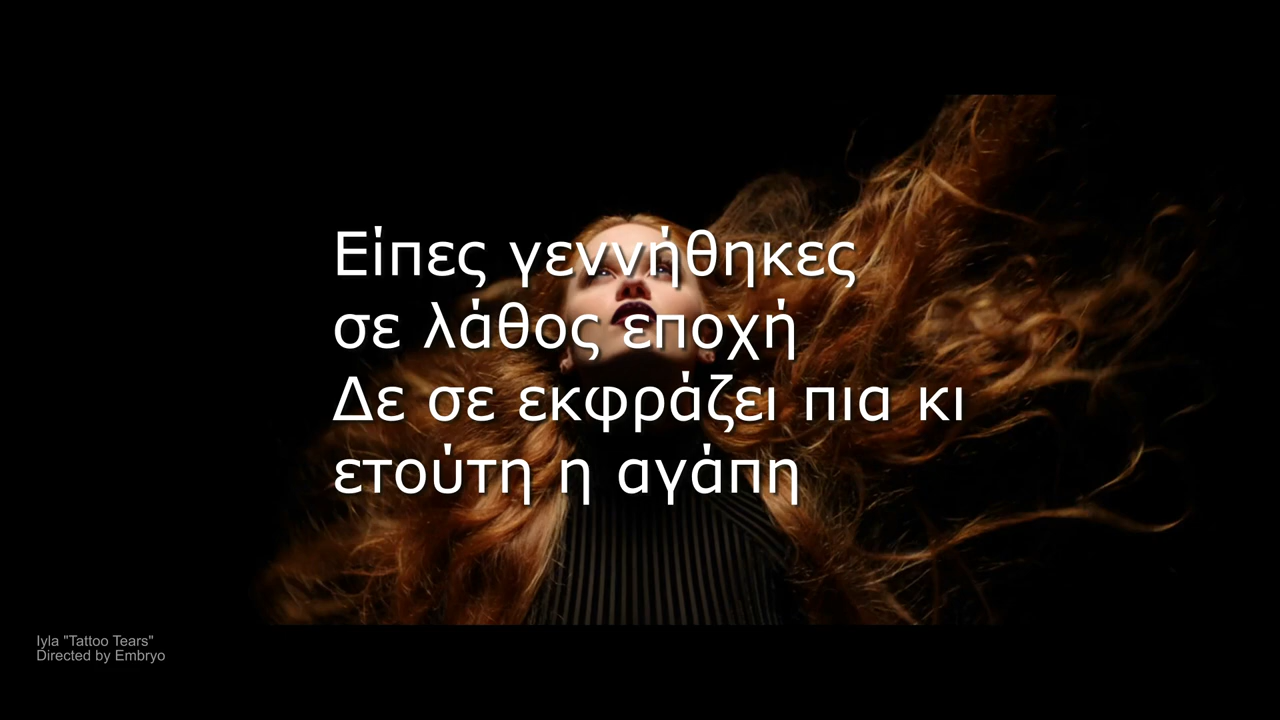 Είπες γεννήθηκες
σε λάθος εποχή
Δε σε εκφράζει πια κι
ετούτη η αγάπη
Iyla "Tattoo Tears"
Directed by Embryo